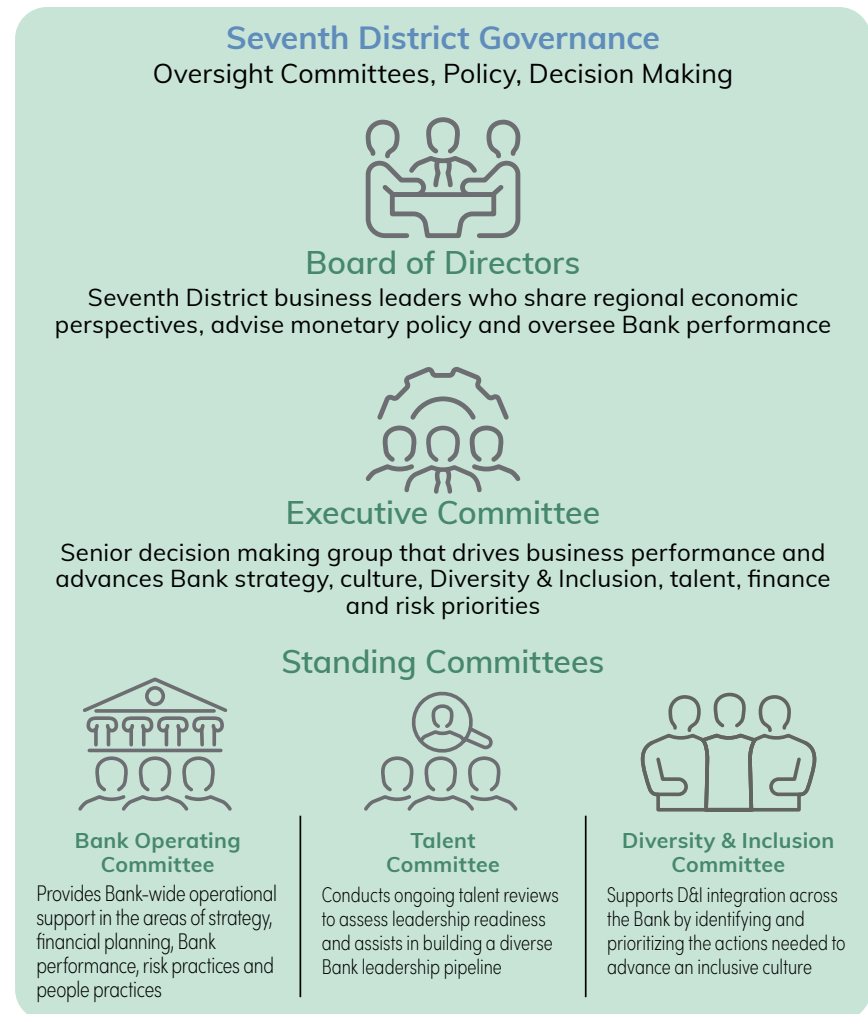 Seventh District Governance
Oversight Committees, Policy, Decision Making
Board of Directors
Seventh District business leaders who share regional economic
perspectives, advise monetary policy and oversee Bank performance
Executive Committee
Senior decision making group that drives business performance and
advances Bank strategy, culture, Diversity & Inclusion, talent, finance
and risk priorities
Standing Committees
Bank Operating
Committee
Provides Bank-wide operational
support in the areas of strategy,
financial planning, Bank
performance, risk practices and
people practices
Talent
Committee
Conducts ongoing talent reviews
to assess leadership readiness
and assists in building a diverse
Bank leadership pipeline
Diversity & Inclusion
Committee
Supports D&I integration across
the Bank by identifying and
prioritizing the actions needed to
advance an inclusive culture